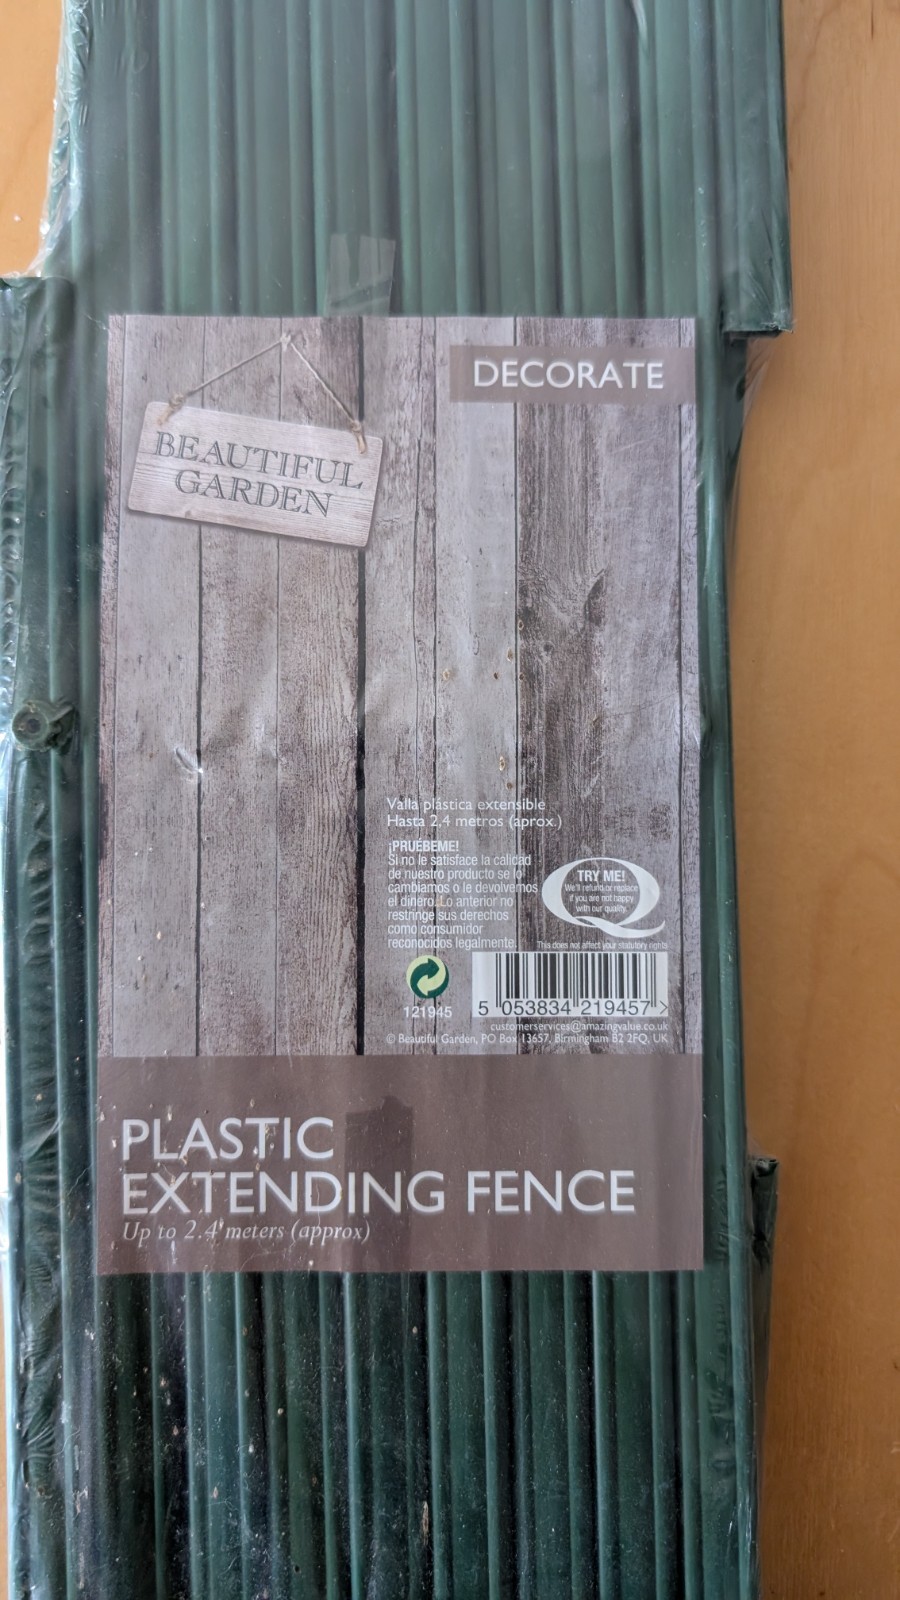 DECORATE
BEAUTIFUL
GARDEN
Valla plástica extensible
Hasta 2,4 metros (aprox.)
¡PRUÉBEME!
Si no le satisface la calidad
de nuestro producto se lo
cambiamos o le devolvemos
el dinero. Lo anterior no
restringe sus derechos
como consumidor
reconocidos legalmente.
TRY ME!
We'll refund or replace
if you are not happy
with our quality.
This does not affect your statutory rights
121945
5 053834 219457 >
customerservices@amazingvalue.co.uk
© Beautiful Garden, PO Box 13657, Birmingham B2 2FQ, UK
PLASTIC
EXTENDING FENCE
Up to 2.4 meters (approx)